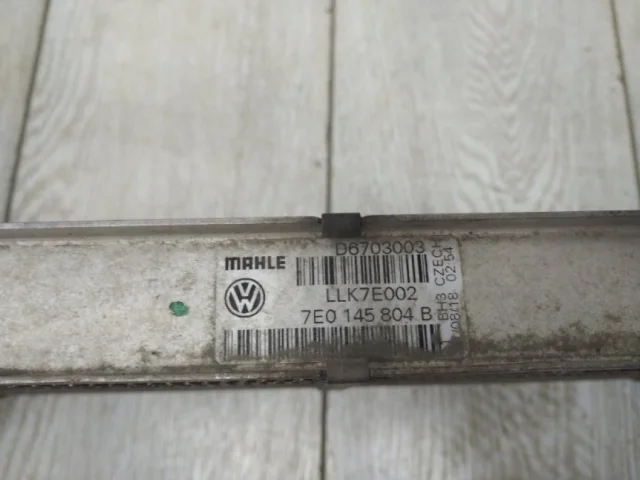 D6703003
MAHLE
LLK7E002
7E0 145 804 B
BH3 CZECH
/08/18 02:54